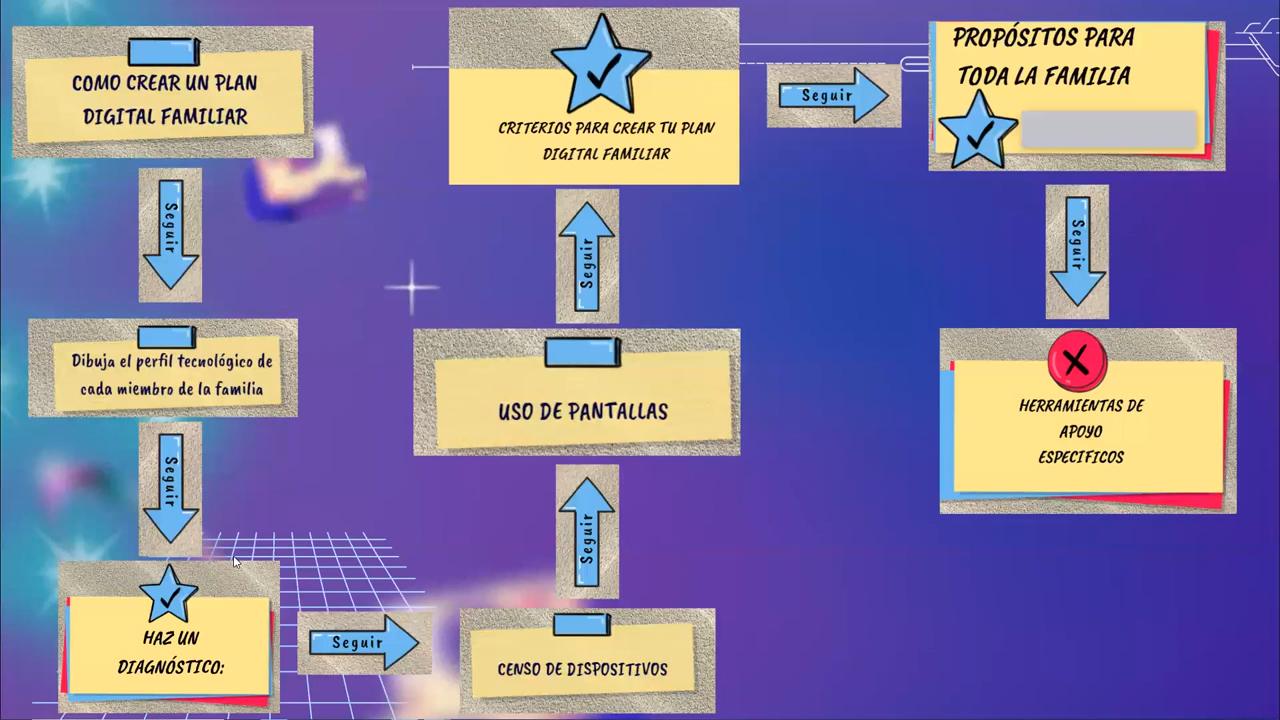 COMO CREAR UN PLAN
DIGITAL FAMILIAR
Seguir
Dibuja el perfil tecnológico de
cada miembro de la familia
Seguir
HAZ UN
DIAGNÓSTICO:
Seguir
CENSO DE DISPOSITIVOS
Seguir
USO DE PANTALLAS
Seguir
CRITERIOS PARA CREAR TU PLAN
DIGITAL FAMILIAR
Seguir
PROPÓSITOS PARA
TODA LA FAMILIA
Seguir
HERRAMIENTAS DE
APOYO
ESPECIFICOS